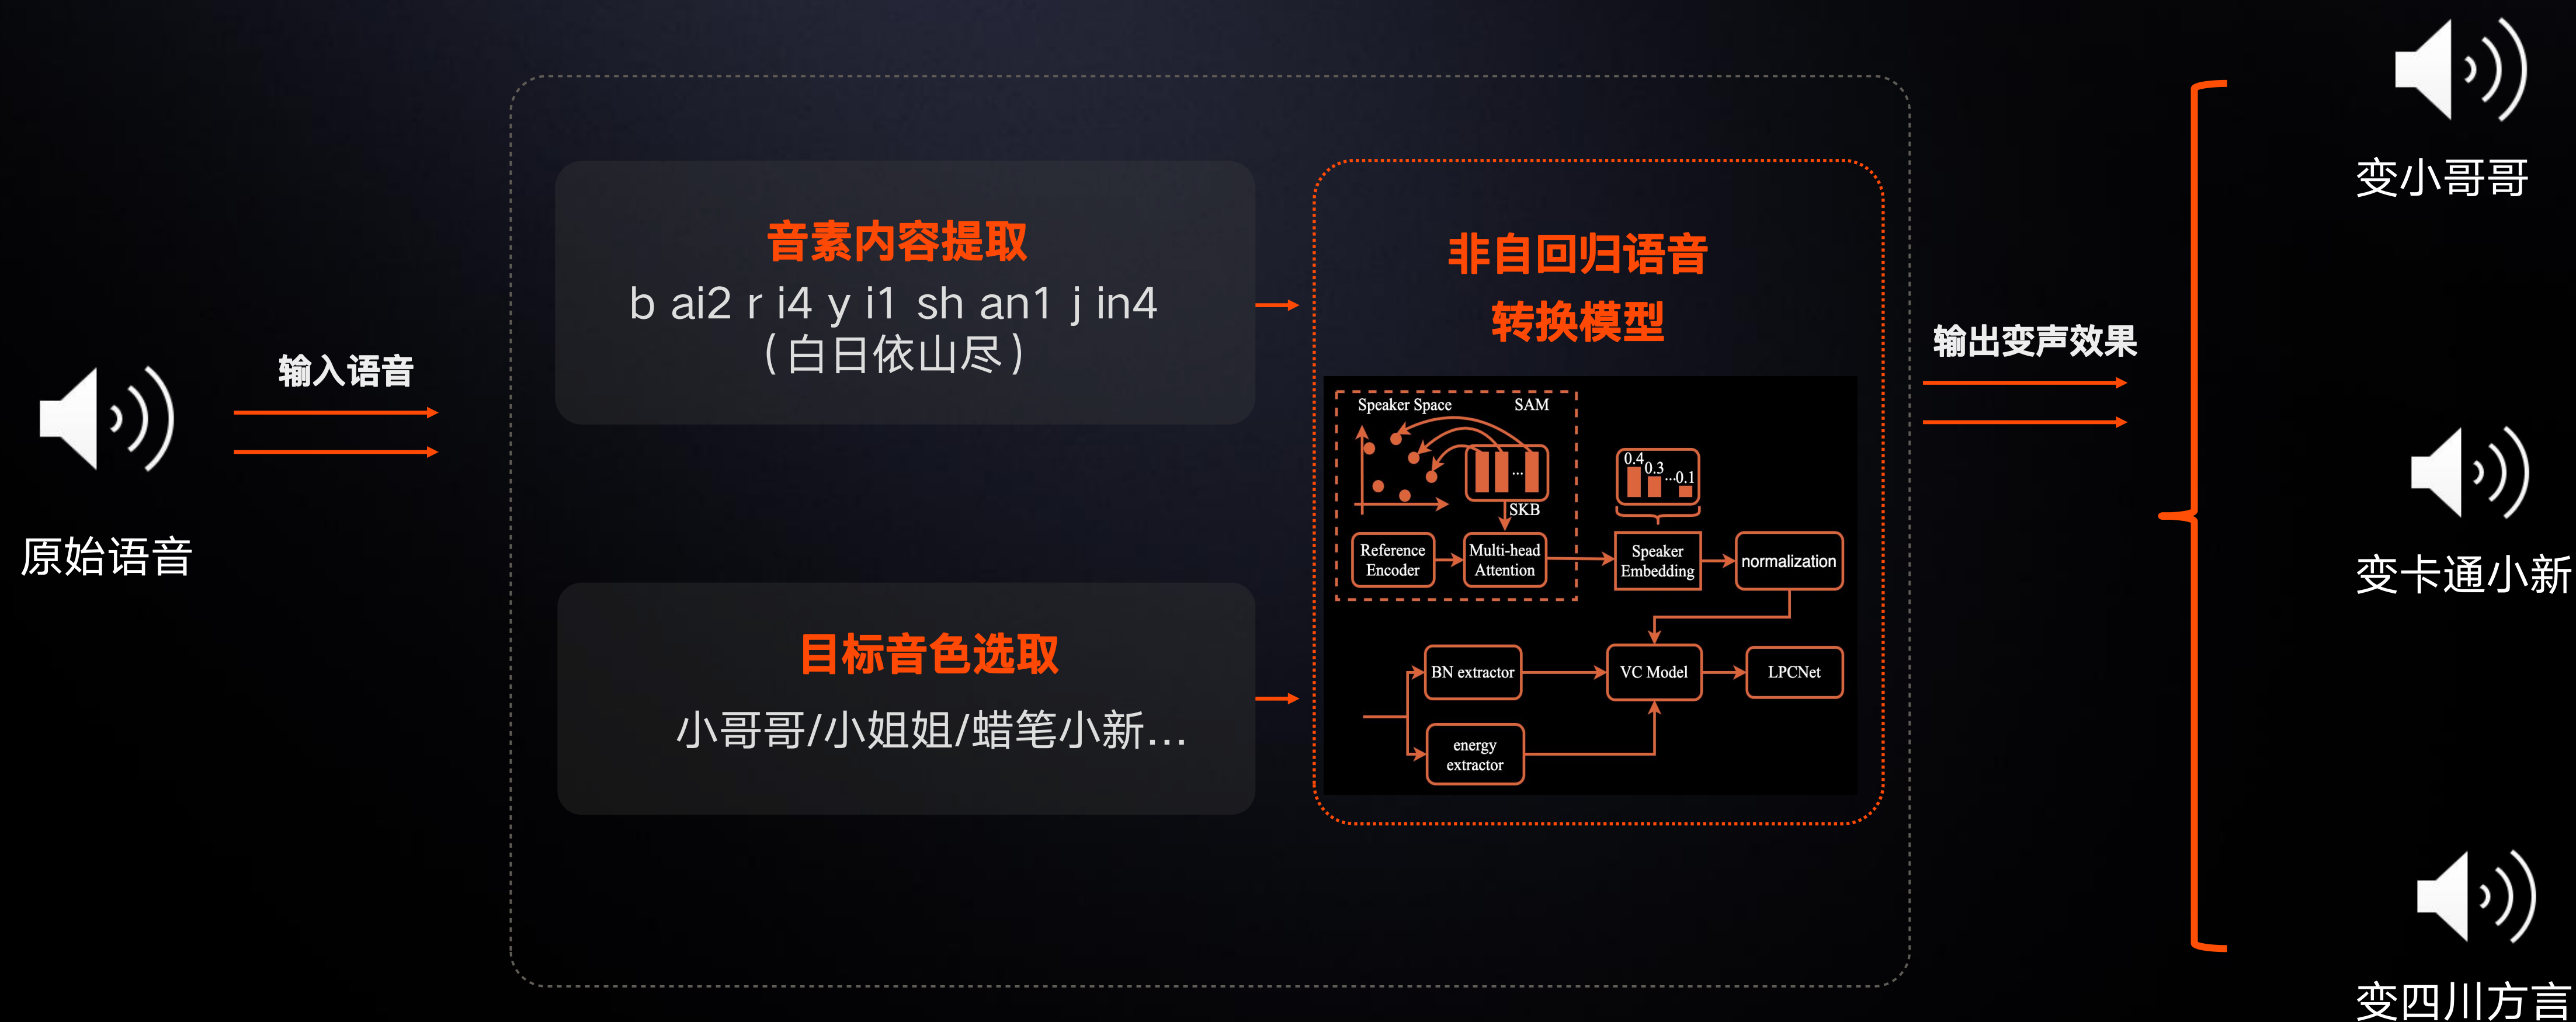 原始语音
输入语音
音素内容提取
b ai2 r i4 y i1 sh an1 j in4
（白日依山尽）
目标音色选取
小哥哥/小姐姐/蜡笔小新...
非自回归语音
转换模型
Speaker Space
SAM
...
SKB
0.4
0.3
...0.1
Reference
Encoder
Multi-head
Attention
Speaker
Embedding
normalization
BN extractor
VC Model
LPCNet
energy
extractor
输出变声效果
变小哥哥
变卡通小新
变四川方言